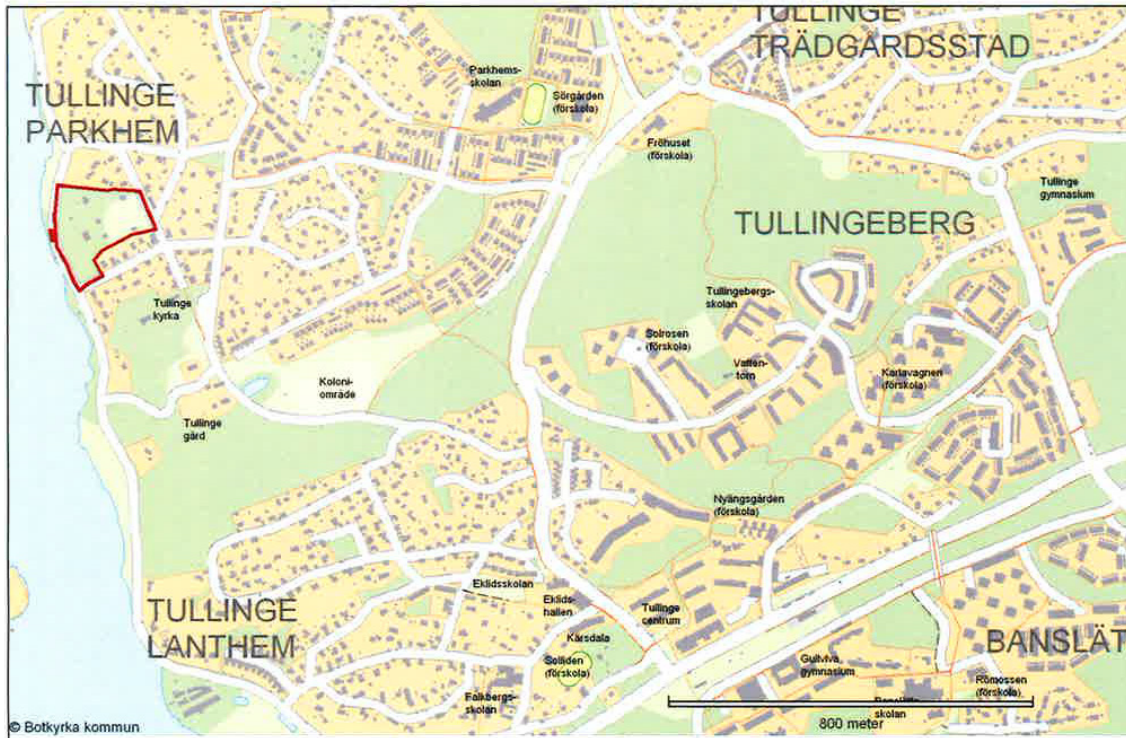 TULLINGE
TRÄDGÅRDSSTAD
Parkhems-
skolan
Sörgården
(förskola)
TULLINGE
PARKHEM
Fröhuset
(förskola)
Tullinge
gymnasium
TULLINGEBERG
Tullingebergs-
skolan
Tullinge
kyrka
Solrosen
(förskola)
Vatten-
torn
Karlavagnen
(förskola)
Koloni-
område
Tullinge
gård
Nyängsgården
(förskola)
Eklidsskolan
Eklids-
hallen
Tullinge
centrum
TULLINGE
LANTHEM
Kärsdala
Solliden
(förskola)
BANSLÄT
Gullviva
gymnasium
Falkbergs-
skolan
Römossen
(förskola)
skolan
800 meter
© Botkyrka kommun